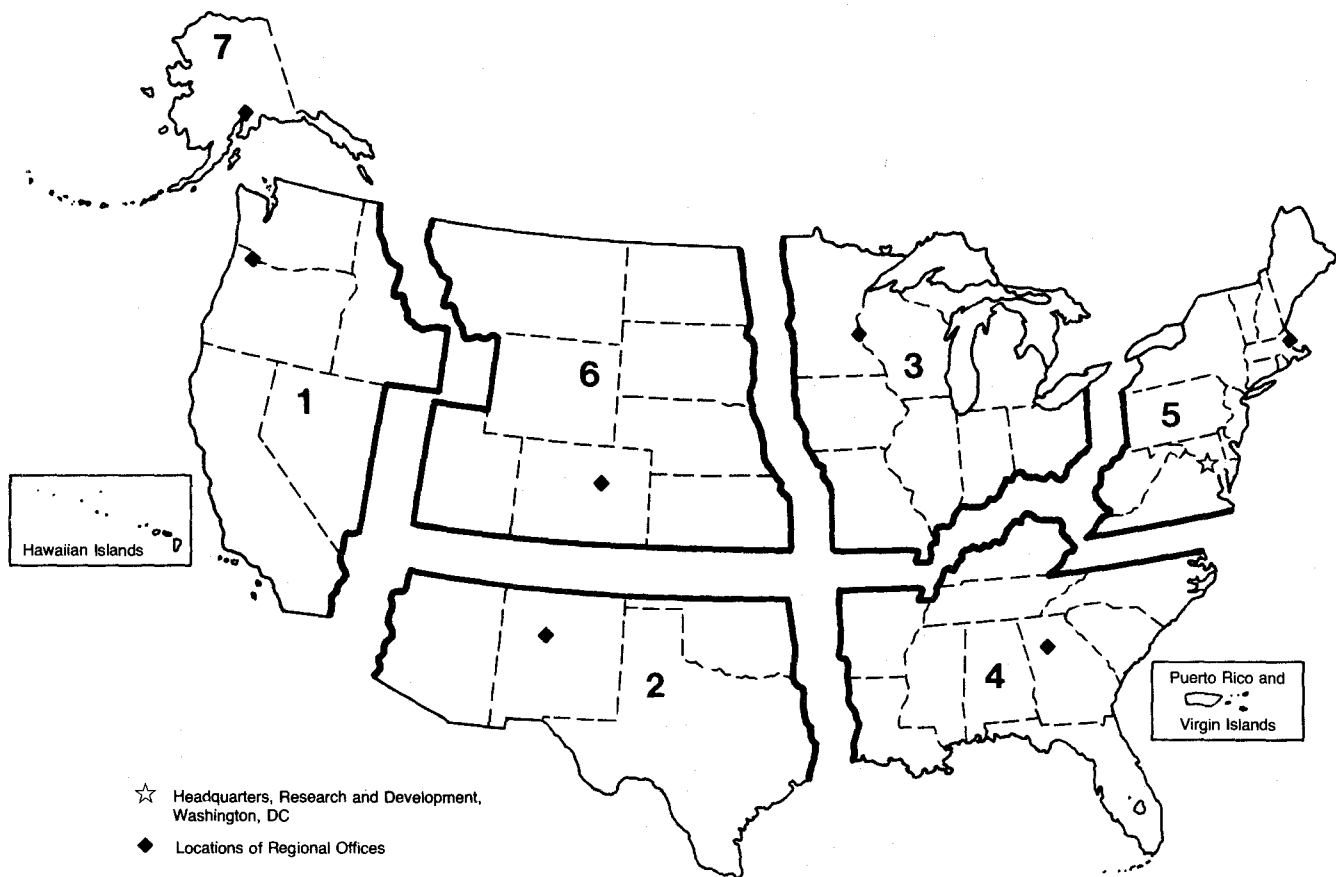 7
3
6
1
5
Hawaiian Islands
2
4
Puerto Rico and
Virgin Islands
Headquarters, Research and Development,
Washington, DC
Locations of Regional Offices